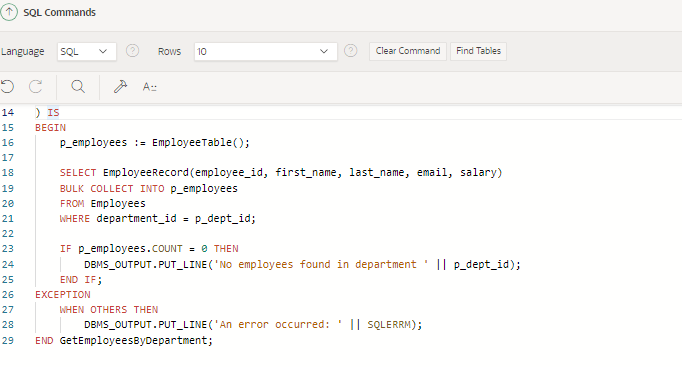 SQL Commands
Language SQL Rows 10 Clear Command Find Tables
A::
14 ) IS
15 BEGIN
16 p_employees := EmployeeTable();
17
18 SELECT EmployeeRecord(employee_id, first_name, last_name, email, salary)
19 BULK COLLECT INTO p_employees
20 FROM Employees
21 WHERE department_id = p_dept_id;
22
23 IF p_employees.COUNT = 0 THEN
24 DBMS_OUTPUT.PUT_LINE('No employees found in department ' || p_dept_id);
25 END IF;
26 EXCEPTION
27 WHEN OTHERS THEN
28 DBMS_OUTPUT.PUT_LINE('An error occurred: ' || SQLERRM);
29 END GetEmployeesByDepartment;